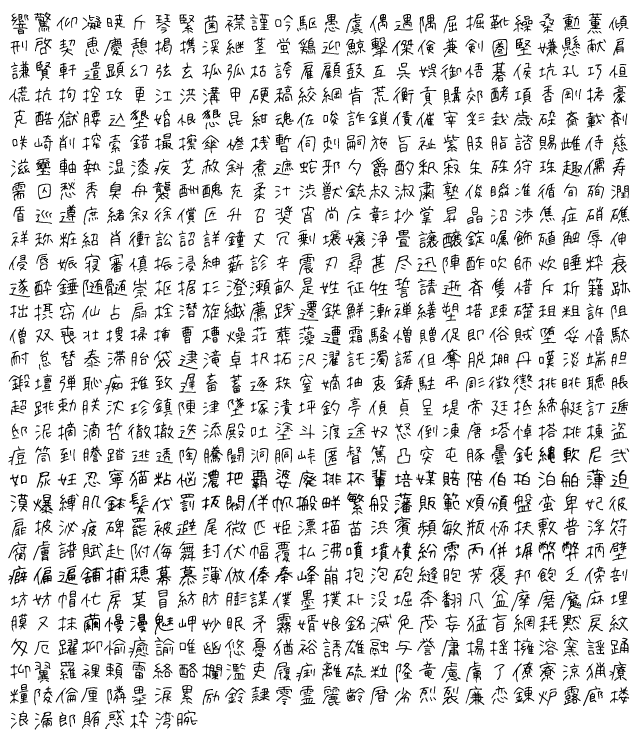 響驚仰凝暁斤琴緊菌襟謹吟駆愚虞偶遇隅屈掘靴繰桑勲薫傾
刑啓契恵慶憩掲携渓継茎蛍鶏迎鯨撃傑倹兼剣圏堅嫌懸献肩
謙賢軒遣顕幻弦玄孤弧枯誇雇顧鼓互呉娯御悟碁侯坑孔巧恒
慌抗拘控攻更江洪溝甲硬稿絞綱肯荒衡貢購郊酵項香剛拷豪
克酷獄腰込墾婚恨懇昆紺魂佐唆詐鎖債催宰彩栽歳砕斎載剤
咲崎削搾索錯撮擦傘惨桟暫伺刺嗣施旨祉紫肢脂諮賜雌侍慈
滋璽軸執湿漆疾芝赦斜煮遮蛇邪勺爵酌釈寂朱殊狩珠趣儒寿
需囚愁秀臭舟襲酬醜充柔汁渋獣銃叔淑粛塾俊瞬准循旬殉潤
盾巡遵庶緒叙徐償匠升召奨宵尚床彰抄掌昇晶沼渉焦症硝礁
祥称粧紹肖衝訟詔詳鐘丈冗剰壌嬢浄畳譲醸錠嘱飾殖触辱伸
侵唇娠寝審慎振浸紳薪診辛震刃尋甚尽迅陣酢吹帥炊睡粋衰
遂酔錘随髄崇枢据杉澄瀬畝是姓征牲誓請逝斉隻惜斥析籍跡
拙摂窃仙占扇栓潜旋繊薦践遷銑鮮漸禅繕塑措疎礎租粗訴阻
僧双喪壮捜掃挿曹槽燥荘葬藻遭霜騒憎贈促即俗賊堕妥惰駄
耐怠替泰滞胎袋逮滝卓択拓沢濯託濁諾但奪脱棚丹嘆淡端胆
鍛壇弾恥痴稚致遅畜蓄逐秩窒嫡抽衷鋳駐弔彫徴懲挑眺聴脹
超跳勅朕沈珍鎮陳津墜塚漬坪釣亭偵貞呈堤帝廷抵締艇訂逓
邸泥摘滴哲徹撤迭添殿吐塗斗渡途奴怒倒凍唐塔悼搭桃棟盗
痘筒到謄踏逃透陶騰闘洞胴峠匿督篤凸突屯豚曇鈍縄軟尼弐
如尿妊忍寧猫粘悩濃把覇婆廃排杯輩培媒賠陪伯拍泊舶薄迫
漠爆縛肌鉢髪伐罰抜閥伴帆搬畔繁般藩販範煩頒盤蛮卑妃彼
扉披泌疲碑罷被避尾微匹姫漂描苗浜賓頻敏瓶怖扶敷普浮符
腐膚譜賦赴附侮舞封伏幅覆払沸噴墳憤紛雰丙併塀幣弊柄壁
癖偏遍舗捕穂募慕簿倣俸奉峰崩抱泡砲縫胞芳褒邦飽乏傍剖
坊妨帽忙房某冒紡肪膨謀僕墨撲朴没堀奔翻凡盆摩磨魔麻埋
膜又抹繭慢漫魅岬妙眠矛霧婿娘銘滅免茂妄猛盲網耗黙戻紋
匁厄躍柳愉癒諭唯幽悠憂猶裕誘雄融与誉庸揚揺擁溶窯謡踊
抑翼羅裸頼雷絡酪欄濫吏履痢離硫粒隆竜慮虜了僚寮涼猟療
糧陵倫厘隣塁涙累励鈴隷零霊麗齢暦劣烈裂廉恋錬炉露廊楼
浪漏郎賄惑枠湾腕